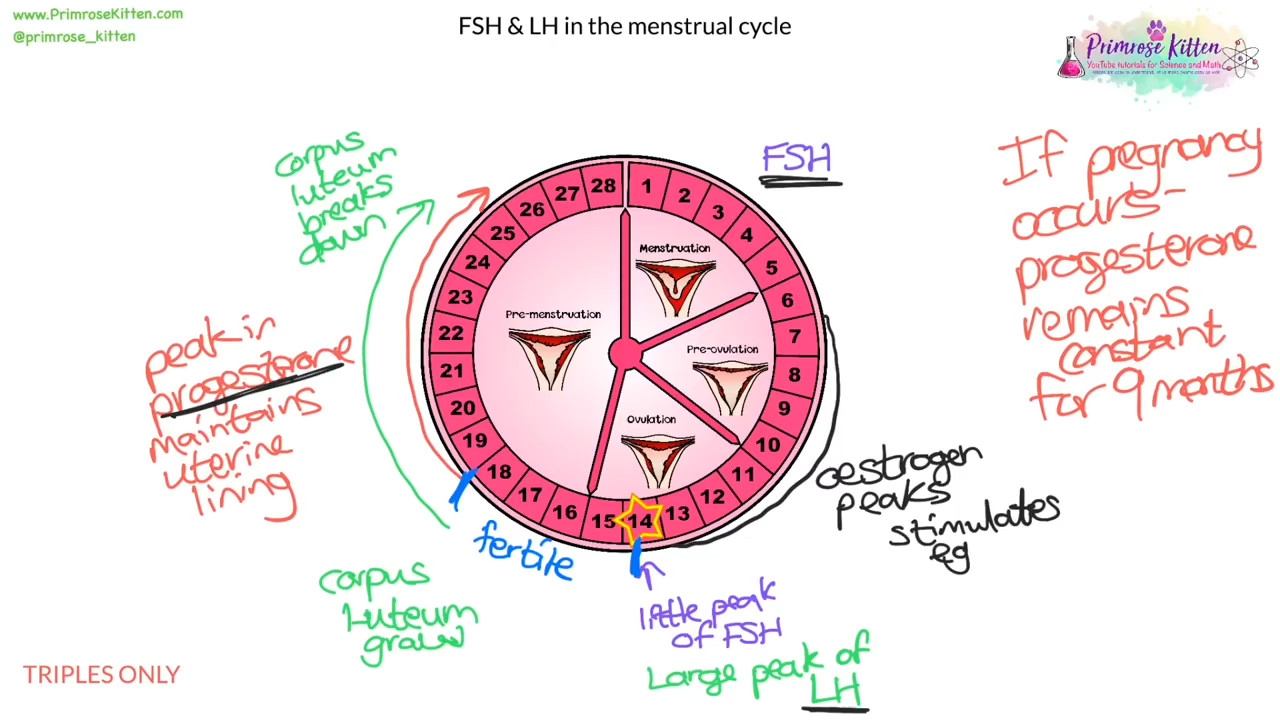 www.PrimroseKitten.com
@primrose_kitten
FSH & LH in the menstrual cycle
Primrose Kitten
YouTube tutorials for Science and Math
corpus
luteum
breaks
down
FSH
If pregnancy
occurs-
progesterone
remains
constant
for 9 months
1
2
3
4
5
6
7
8
9
10
11
12
13
14
15
16
17
18
19
20
21
22
23
24
25
26
27
28
Menstruation
Pre-ovulation
Ovulation
Pre-menstruation
peak in
progesterone
maintains
uterine
lining
oestrogen
peaks
stimulates
eg
fertile
corpus
luteum
little peak
of FSH
Large peak of
LH
TRIPLES ONLY